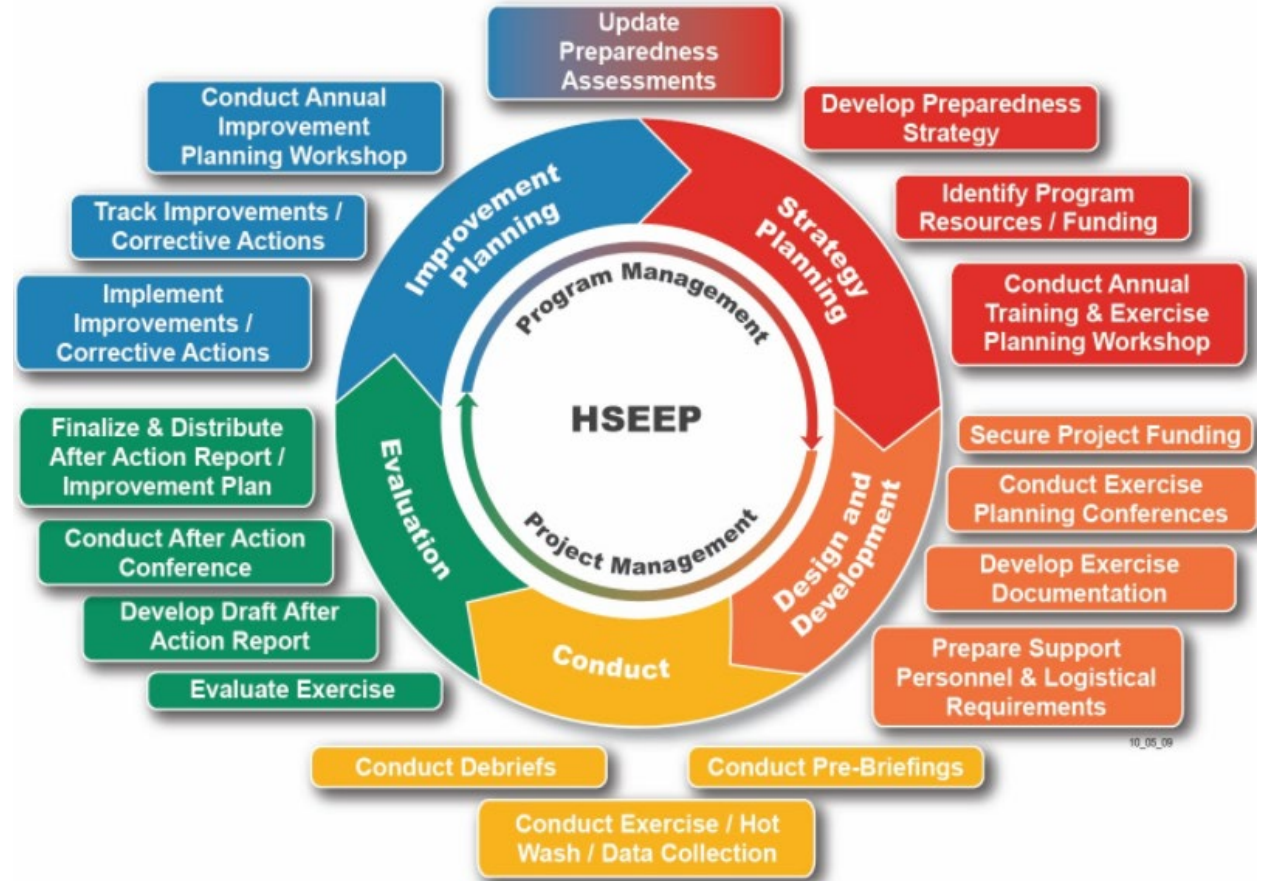 Update
Preparedness
Assessments
Develop Preparedness
Strategy
Identify Program
Resources / Funding
Conduct Annual
Training & Exercise
Planning Workshop
Secure Project Funding
Conduct Exercise
Planning Conferences
Develop Exercise
Documentation
Prepare Support
Personnel & Logistical
Requirements
10_05_09
Conduct Pre-Briefings
Conduct Exercise / Hot
Wash / Data Collection
Conduct Debriefs
Evaluate Exercise
Develop Draft After
Action Report
Conduct After Action
Conference
Finalize & Distribute
After Action Report /
Improvement Plan
Implement
Improvements /
Corrective Actions
Track Improvements /
Corrective Actions
Conduct Annual
Improvement
Planning Workshop
Strategy
Planning
Design and
Development
Conduct
Evaluation
Improvement
Planning
Program Management
HSEEP
Project Management